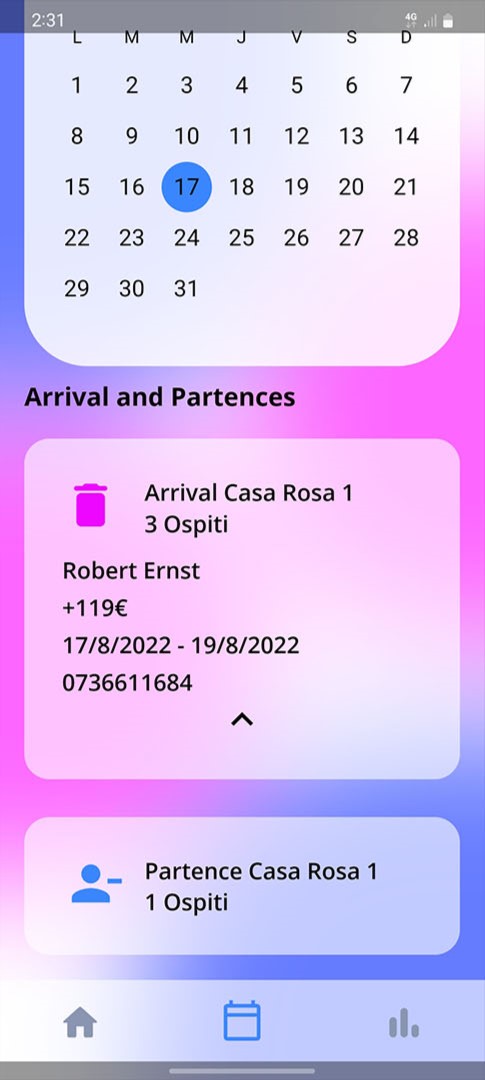 2:31
4G
L M M J V S D
1 2 3 4 5 6 7
8 9 10 11 12 13 14
15 16 17 18 19 20 21
22 23 24 25 26 27 28
29 30 31
Arrival and Partences
Arrival Casa Rosa 1
3 Ospiti
Robert Ernst
+119€
17/8/2022 - 19/8/2022
0736611684
Partence Casa Rosa 1
1 Ospiti